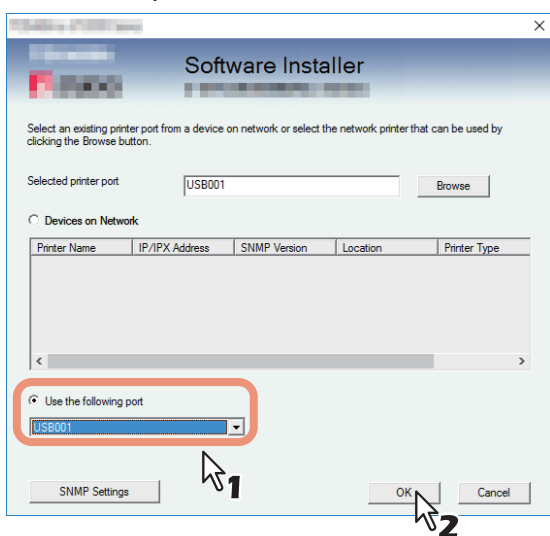 Software Installer
Select an existing printer port from a device on network or select the network printer that can be used by
clicking the Browse button.
Selected printer port
USB001
Browse
Devices on Network
Printer Name IP/IPX Address SNMP Version Location Printer Type
Use the following port
USB001
1
SNMP Settings
OK
Cancel
2